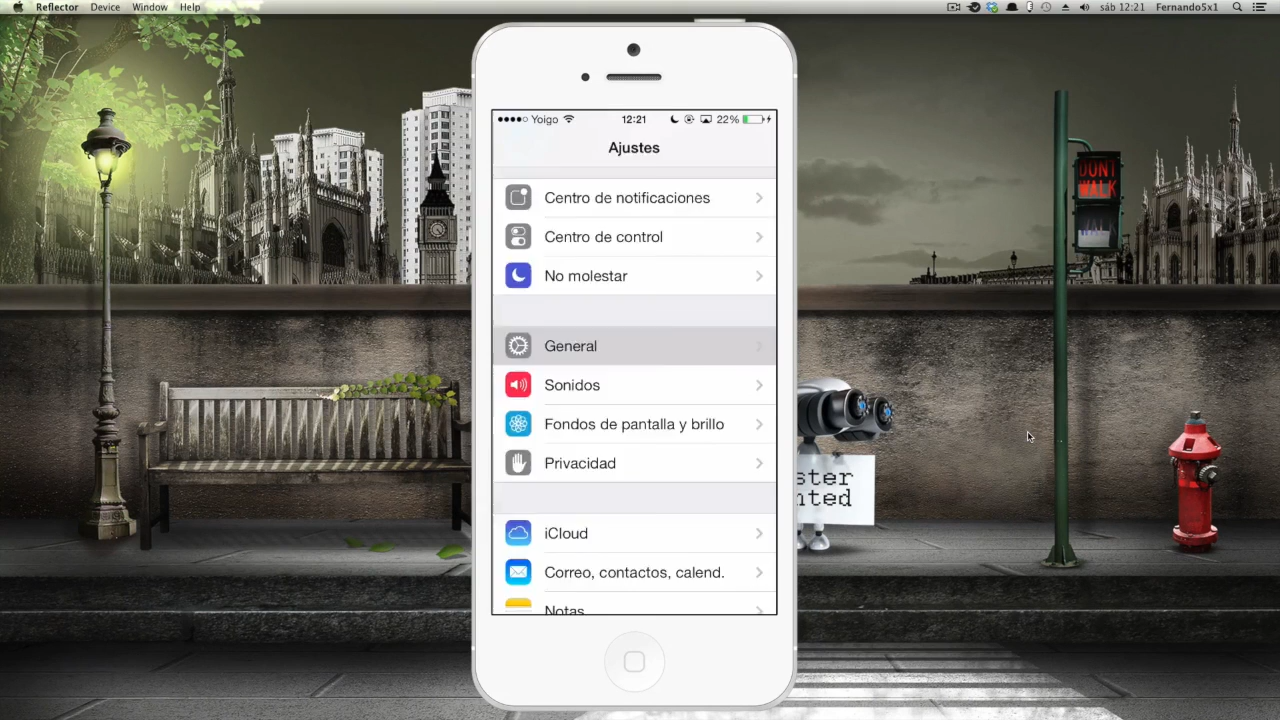 Reflector Device Window Help sáb 12:21 Fernando5x1
Yoigo 12:21 22%
Ajustes
Centro de notificaciones
Centro de control
No molestar
General
Sonidos
Fondos de pantalla y brillo
Privacidad
iCloud
Correo, contactos, calend.
Notas
DONT
WALK
WALK
ster
nted